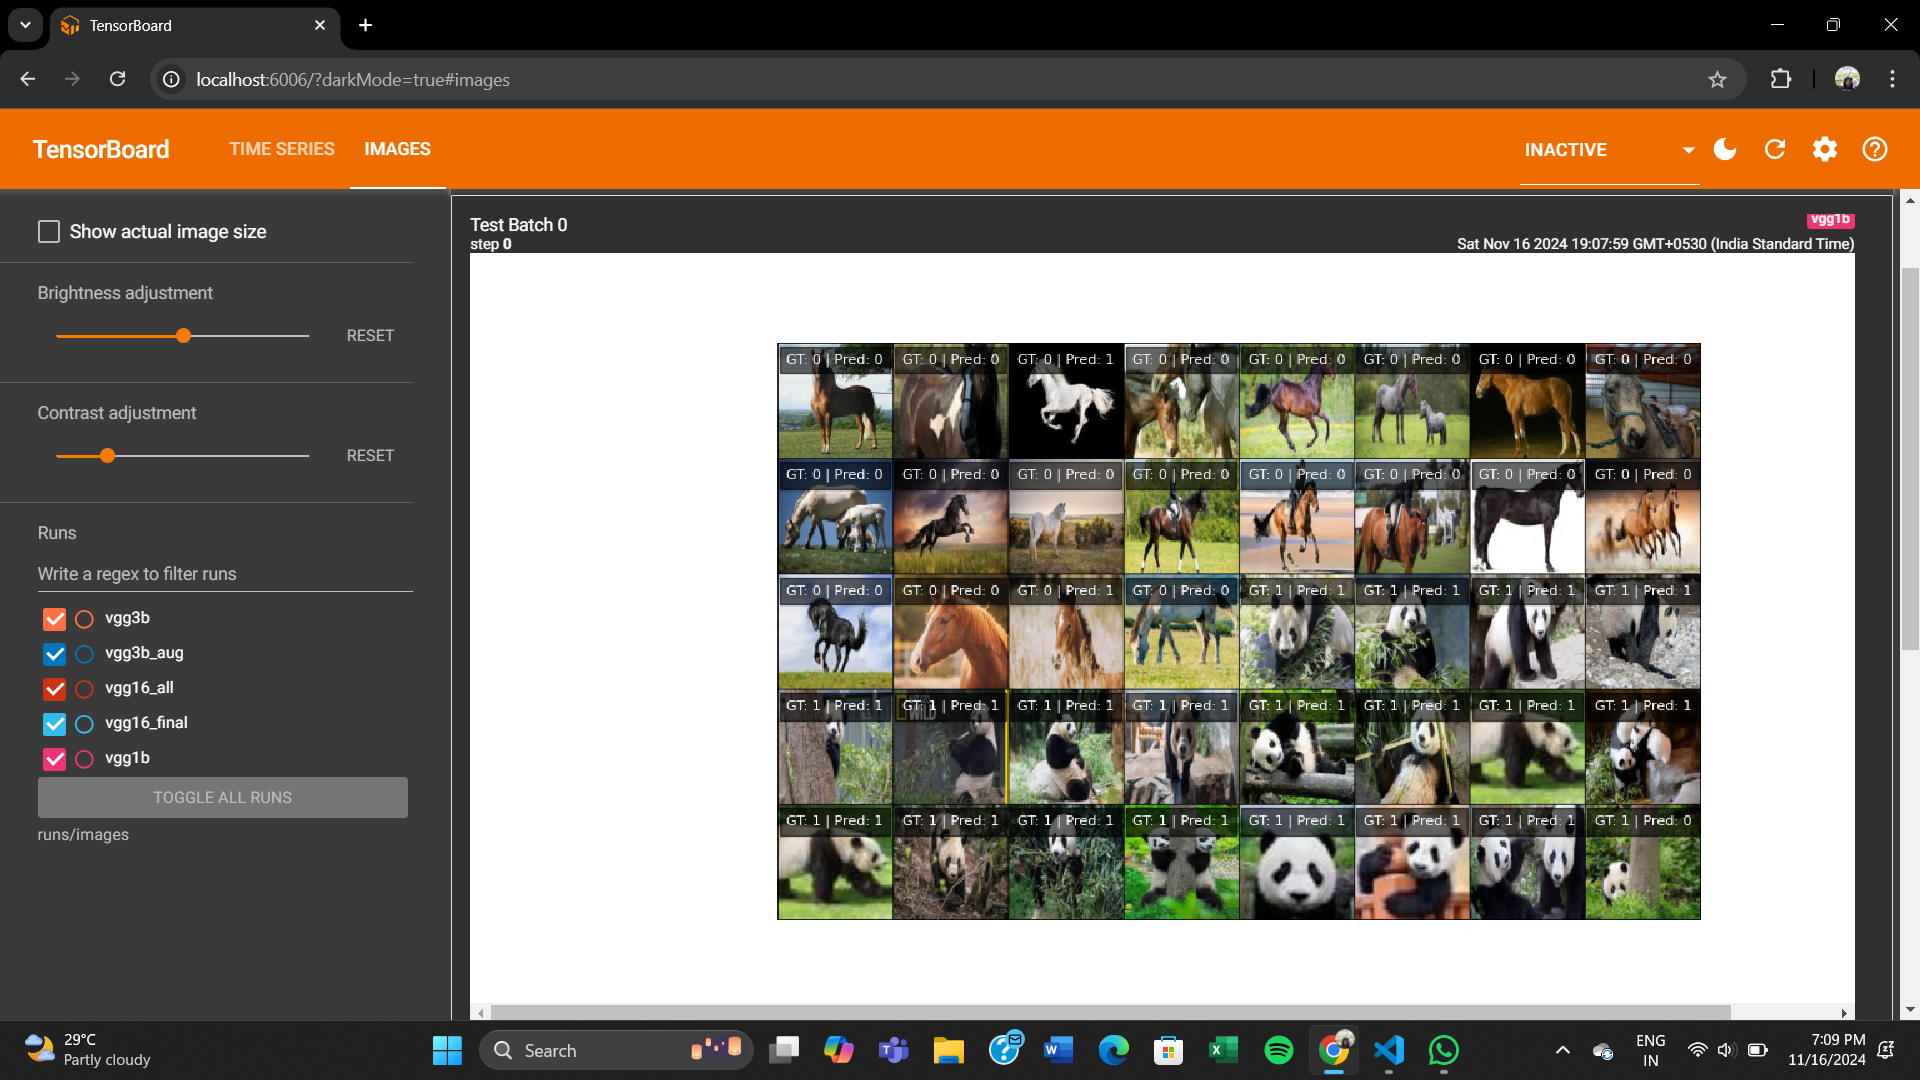 TensorBoard
localhost:6006/?darkMode=true#images
TensorBoard
TIME SERIES
IMAGES
INACTIVE
Show actual image size
Brightness adjustment
RESET
Contrast adjustment
RESET
Runs
Write a regex to filter runs
vgg3b
vgg3b_aug
vgg16_all
vgg16_final
vgg1b
TOGGLE ALL RUNS
runs/images
Test Batch 0
vgg1b
step 0
Sat Nov 16 2024 19:07:59 GMT+0530 (India Standard Time)
GT: 0 | Pred: 0 GT: 0 | Pred: 0 GT: 0 | Pred: 1 GT: 0 | Pred: 0 GT: 0 | Pred: 0 GT: 0 | Pred: 0 GT: 0 | Pred: 0 GT: 0 | Pred: 0
GT: 0 | Pred: 0 GT: 0 | Pred: 0 GT: 0 | Pred: 0 GT: 0 | Pred: 0 GT: 0 | Pred: 0 GT: 0 | Pred: 0 GT: 0 | Pred: 0 GT: 0 | Pred: 0
GT: 0 | Pred: 0 GT: 0 | Pred: 0 GT: 0 | Pred: 1 GT: 0 | Pred: 0 GT: 1 | Pred: 1 GT: 1 | Pred: 1 GT: 1 | Pred: 1 GT: 1 | Pred: 1
GT: 1 | Pred: 1 GT: 1 | Pred: 1 GT: 1 | Pred: 1 GT: 1 | Pred: 1 GT: 1 | Pred: 1 GT: 1 | Pred: 1 GT: 1 | Pred: 1 GT: 1 | Pred: 1
WILD
GT: 1 | Pred: 1 GT: 1 | Pred: 1 GT: 1 | Pred: 1 GT: 1 | Pred: 1 GT: 1 | Pred: 1 GT: 1 | Pred: 1 GT: 1 | Pred: 1 GT: 1 | Pred: 0
29°C
Partly cloudy
Search
ENG
IN
7:09 PM
11/16/2024